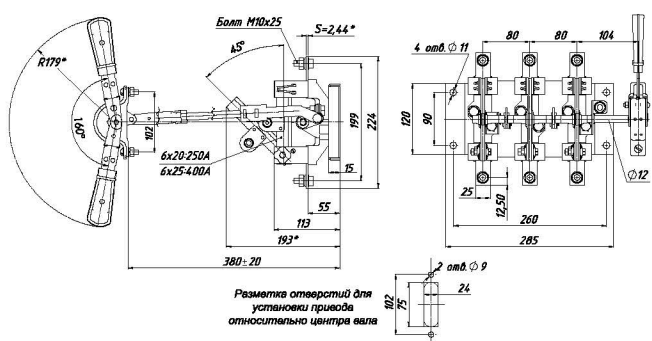 Болт М10х25
S=2,44*
R179*
45°
160°
102
6х20:250А
6х25:400А
199
224
15
55
113
193*
380±20
80
80
104
4 отв. Ø 11
120
90
25
12,50
Ø12
260
285
Разметка отверстий для
установки привода
относительно центра вала
2 отв. Ø 9
24
102
75